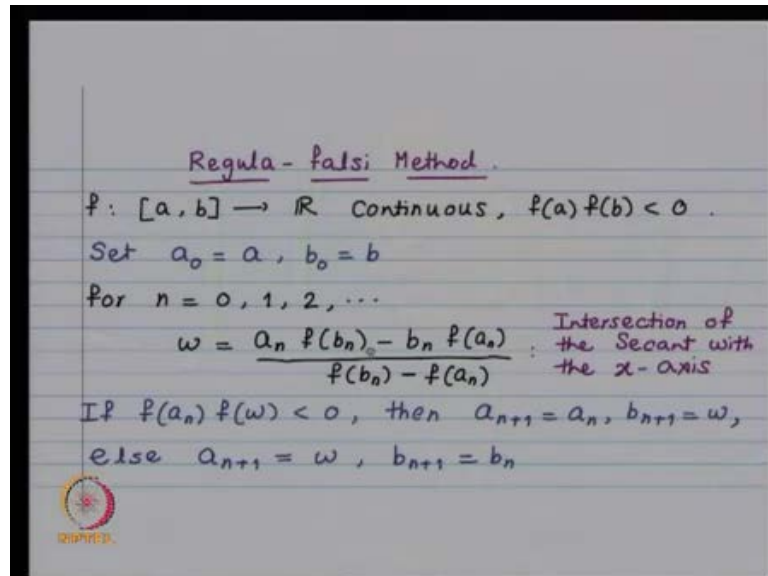 Regula - falsi Method.
f: [a, b] → ℝ Continuous, f(a) f(b) < 0.
Set a₀ = a, b₀ = b
for n = 0, 1, 2, ⋯
w = (aₙ f(bₙ) - bₙ f(aₙ)) / (f(bₙ) - f(aₙ)) : Intersection of
the Secant with
the x-axis
If f(aₙ) f(w) < 0, then aₙ₊₁ = aₙ, bₙ₊₁ = w,
else aₙ₊₁ = w, bₙ₊₁ = bₙ
NPTEL